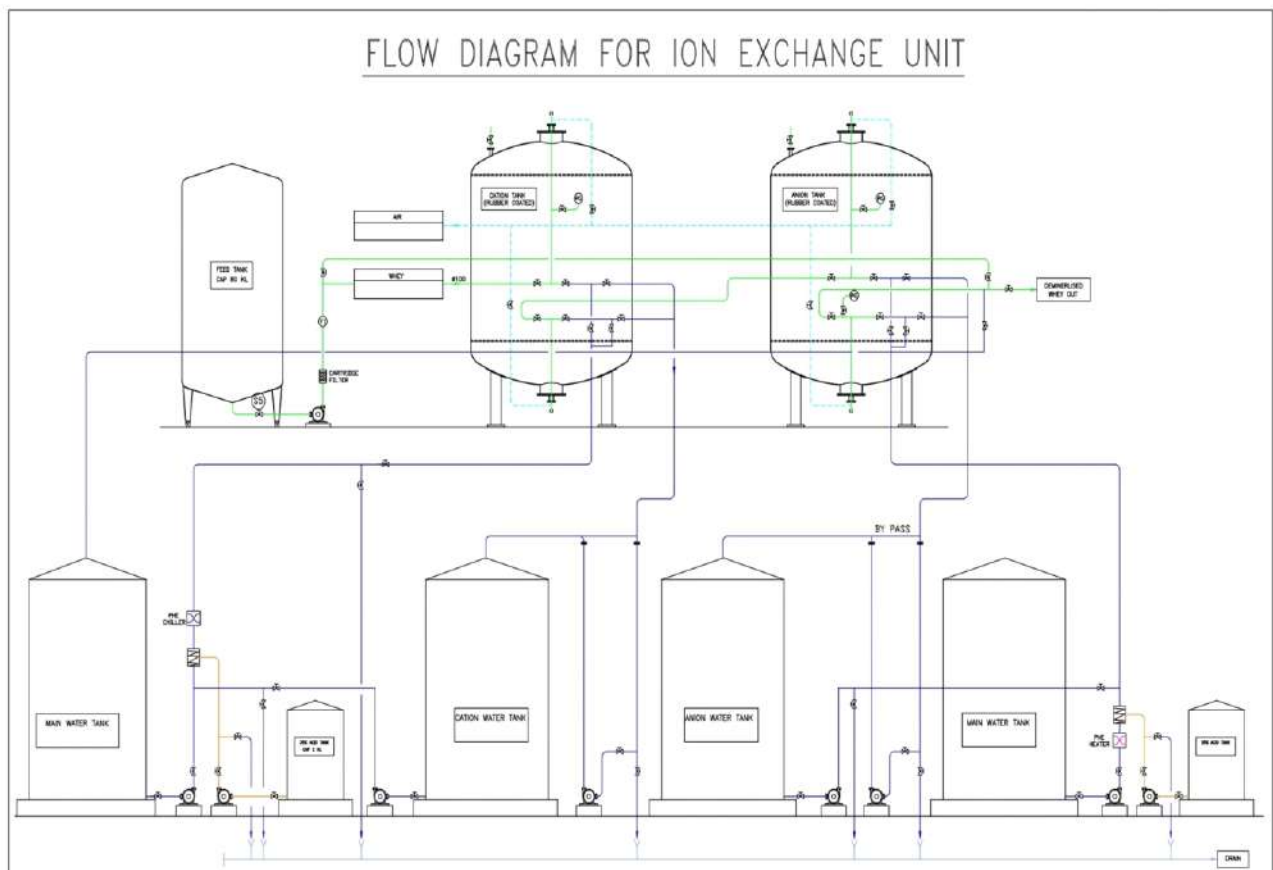 FLOW DIAGRAM FOR ION EXCHANGE UNIT
CATION TANK
(RUBBER COATED)
ANION TANK
(RUBBER COATED)
AIR
FEED TANK
CAP 80 KL
WHEY
DEMINERLISED
WHEY OUT
CARTRIDGE
FILTER
S5
BY PASS
PHE
CHILLER
MAIN WATER TANK
CATION WATER TANK
ANION WATER TANK
MAIN WATER TANK
PHE
HEATER
DRAIN